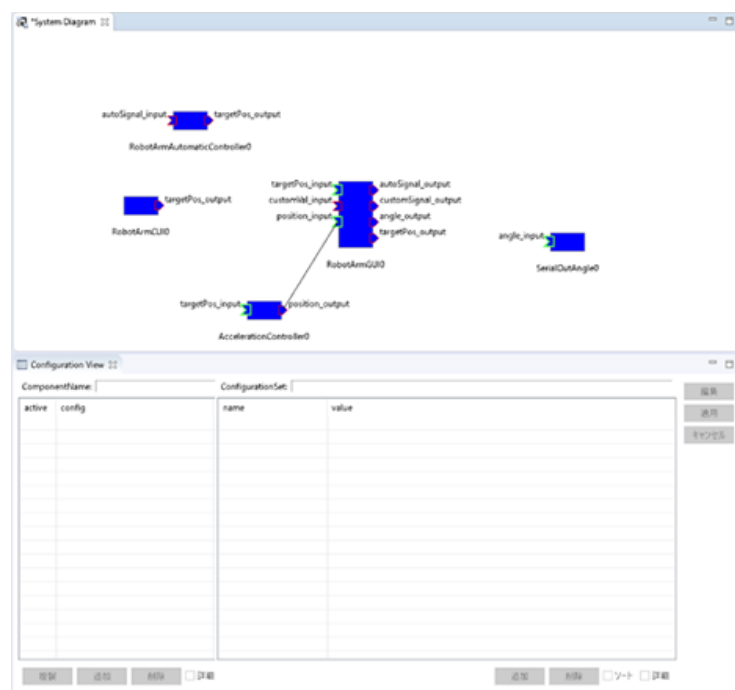 *System Diagram
autoSignal_input
targetPos_output
RobotArmAutomaticController0
targetPos_output
RobotArmCUI0
targetPos_input
customVal_input
position_input
autoSignal_output
customSignal_output
angle_output
targetPos_output
RobotArmGUI0
angle_input
SerialOutAngle0
targetPos_input
position_output
AccelerationController0
Configuration View
ComponentName:
ConfigurationSet:
active config
name value
編集
適用
キャンセル
複製 追加 削除 詳細
追加 削除 ソート 詳細